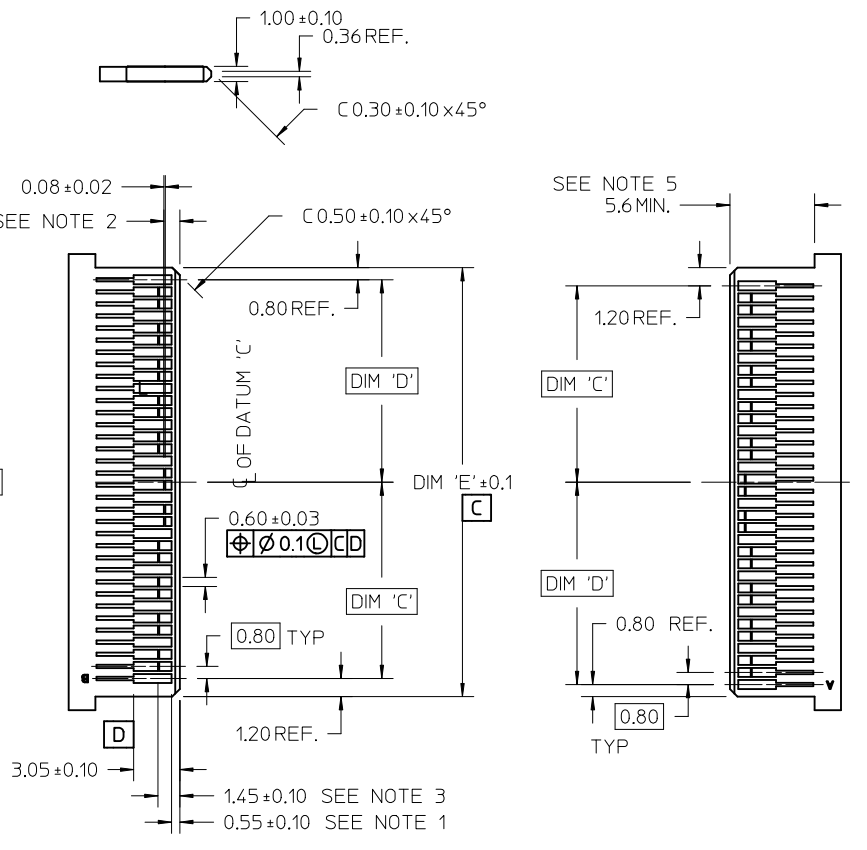 1.00±0.10
0.36 REF.
C 0.30±0.10x45°
0.08±0.02
SEE NOTE 2
C 0.50±0.10x45°
SEE NOTE 5
5.6 MIN.
0.80 REF.
1.20 REF.
℄ OF DATUM 'C'
DIM 'D'
DIM 'C'
DIM 'E'±0.1
C
0.60±0.03
⌖ Ø 0.1 Ⓛ C D
DIM 'C'
DIM 'D'
0.80 TYP
0.80 REF.
B
A
D
1.20 REF.
0.80
TYP
3.05±0.10
1.45±0.10 SEE NOTE 3
0.55±0.10 SEE NOTE 1